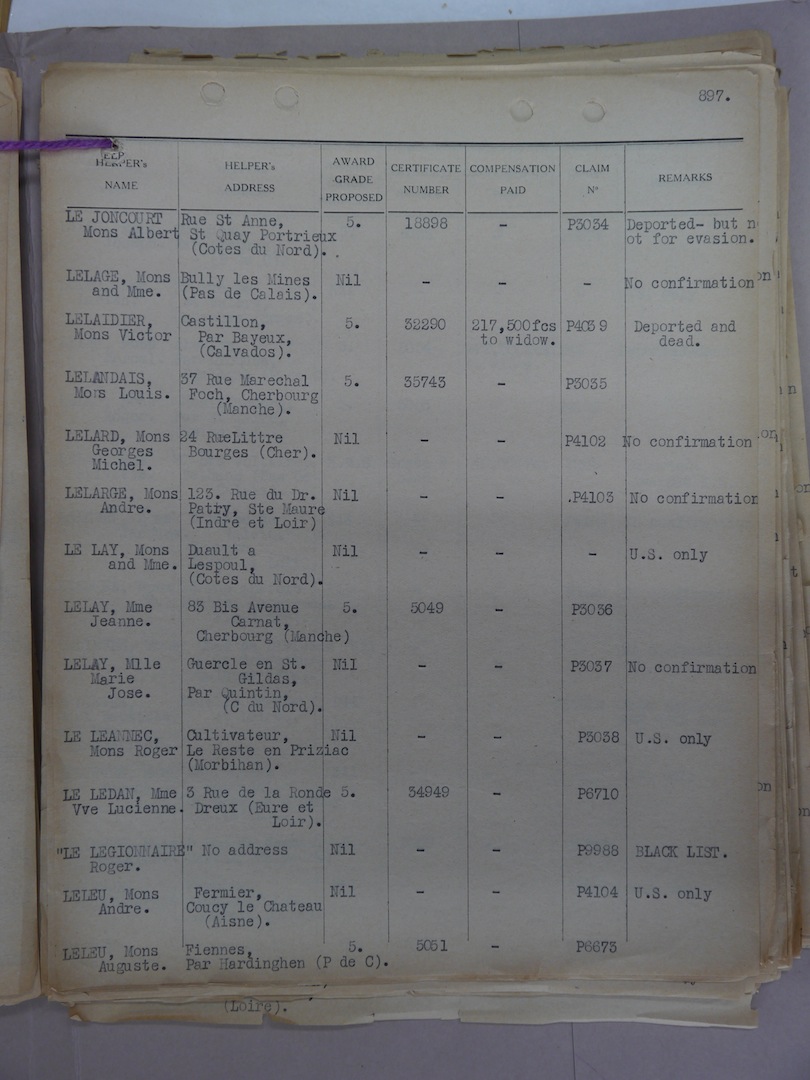 897.
HELPER's
NAME
HELPER's
ADDRESS
AWARD
GRADE
PROPOSED
CERTIFICATE
NUMBER
COMPENSATION
PAID
CLAIM
Nº
REMARKS
LE JONCOURT Rue St Anne, 5. 18898 - P3034 Deported- but n
Mons Albert St Quay Portrieux ot for evasion.
(Cotes du Nord).
LELAGE, Mons Bully les Mines Nil - - - No confirmation
and Mme. (Pas de Calais).
LELAIDIER, Castillon, 5. 32290 217,500fcs P4039 Deported and
Mons Victor Par Bayeux, to widow. dead.
(Calvados).
LELANDAIS, 37 Rue Marechal 5. 35743 - P3035
Mons Louis. Foch, Cherbourg
(Manche).
LELARD, Mons 24 RueLittre Nil - - P4102 No confirmation
Georges Bourges (Cher).
Michel.
LELARGE, Mons 123. Rue du Dr. Nil - - .P4103 No confirmation
Andre. Patry, Ste Maure
(Indre et Loir)
LE LAY, Mons Duault a Nil - - - U.S. only
and Mme. Lespoul,
(Cotes du Nord).
LELAY, Mme 83 Bis Avenue 5. 5049 - P3036
Jeanne. Carnat,
Cherbourg (Manche)
LELAY, Mlle Guercle en St. Nil - - P3037 No confirmation
Marie Gildas,
Jose. Par Quintin,
(C du Nord).
LE LEANNEC, Cultivateur, Nil - - P3038 U.S. only
Mons Roger Le Reste en Priziac
(Morbihan).
LE LEDAN, Mme 3 Rue de la Ronde 5. 34949 - P6710
Vve Lucienne. Dreux (Eure et
Loir).
"LE LEGIONNAIRE" No address Nil - - P9988 BLACK LIST.
Roger.
LELEU, Mons Fermier, Nil - - P4104 U.S. only
Andre. Coucy le Chateau
(Aisne).
LELEU, Mons Fiennes, 5. 5051 - P6673
Auguste. Par Hardinghen (P de C).
(Loire).